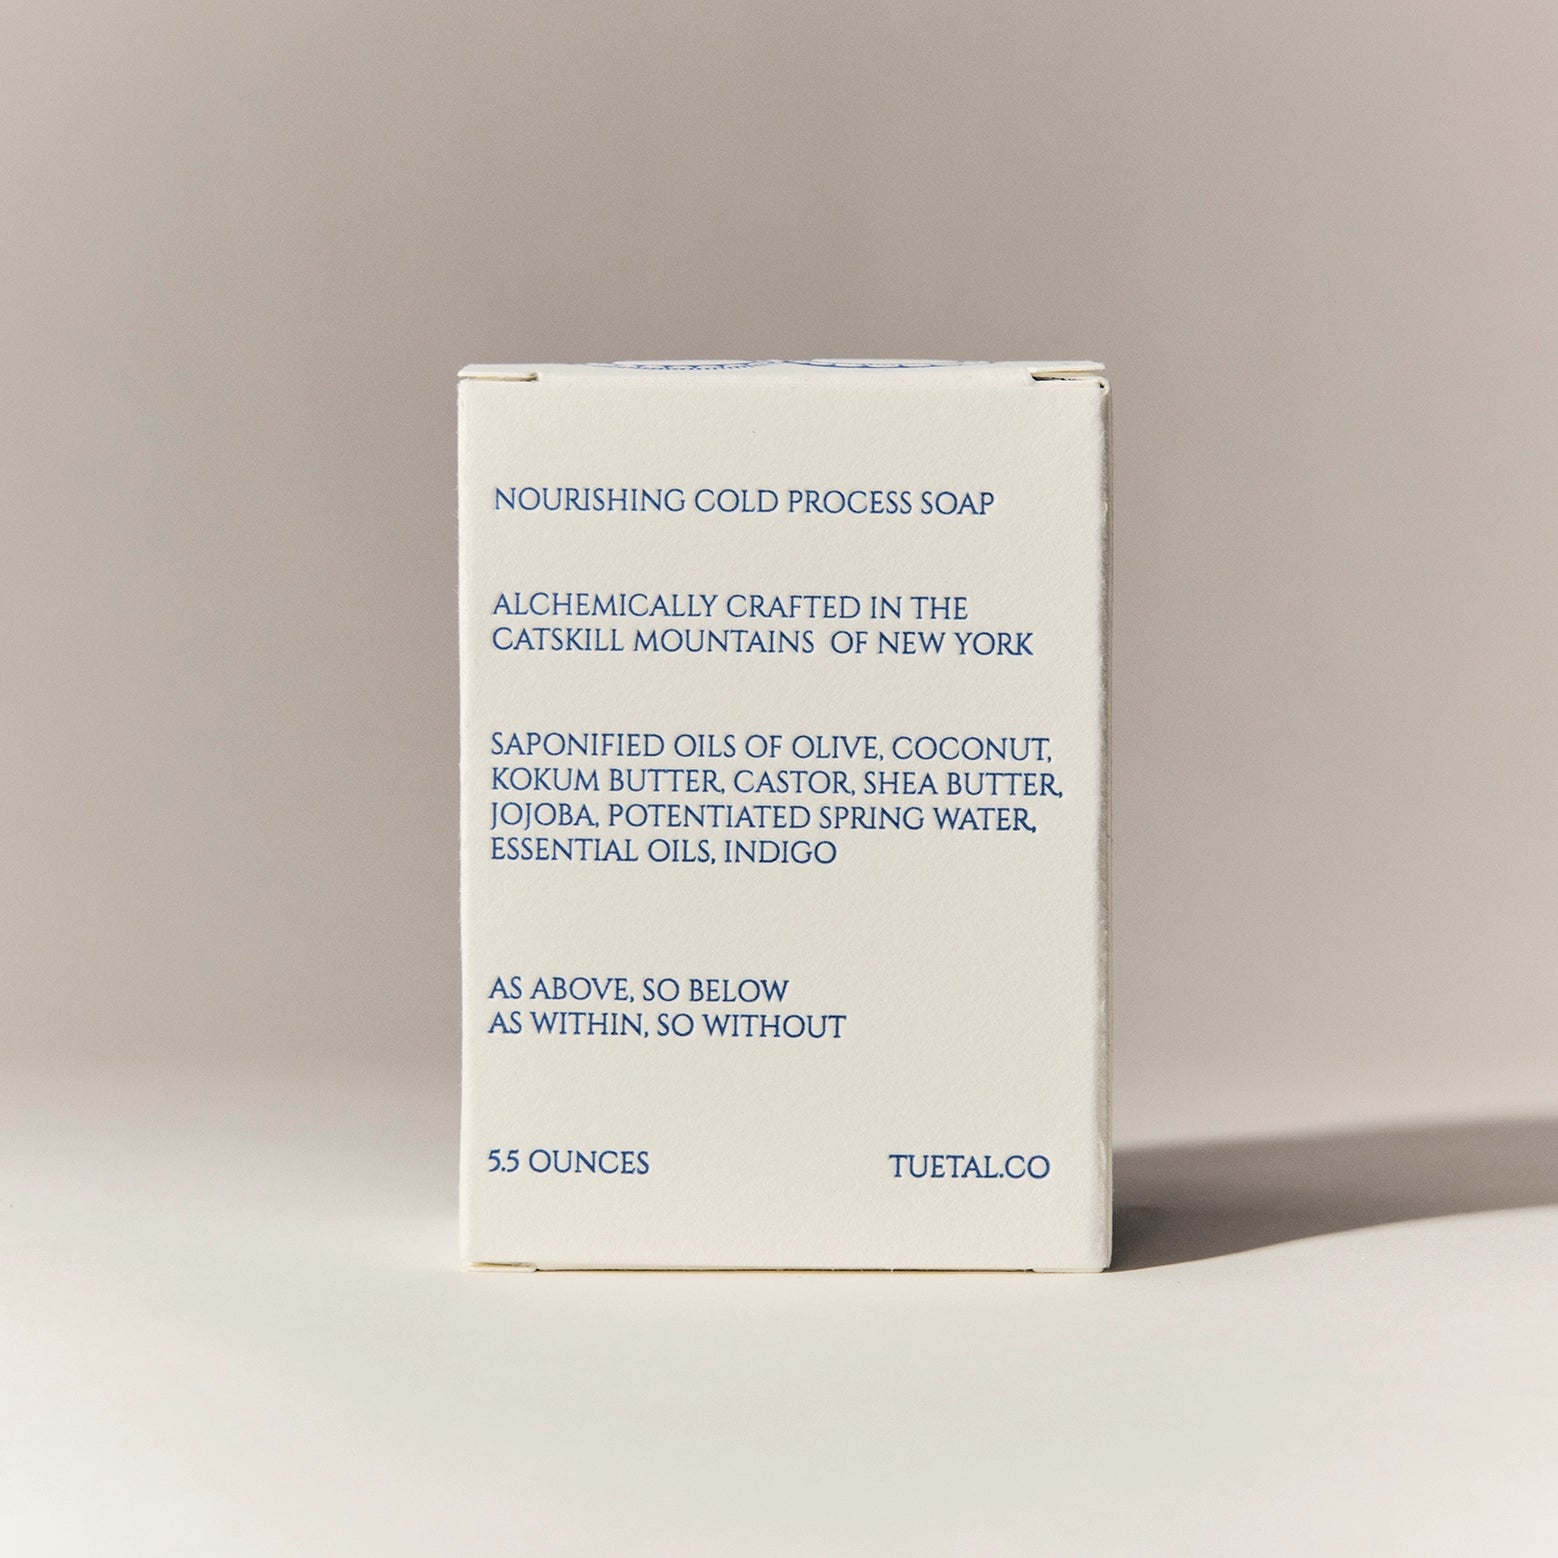 NOURISHING COLD PROCESS SOAP
ALCHEMICALLY CRAFTED IN THE
CATSKILL MOUNTAINS OF NEW YORK
SAPONIFIED OILS OF OLIVE, COCONUT,
KOKUM BUTTER, CASTOR, SHEA BUTTER,
JOJOBA, POTENTIATED SPRING WATER,
ESSENTIAL OILS, INDIGO
AS ABOVE, SO BELOW
AS WITHIN, SO WITHOUT
5.5 OUNCES
TUETAL.CO